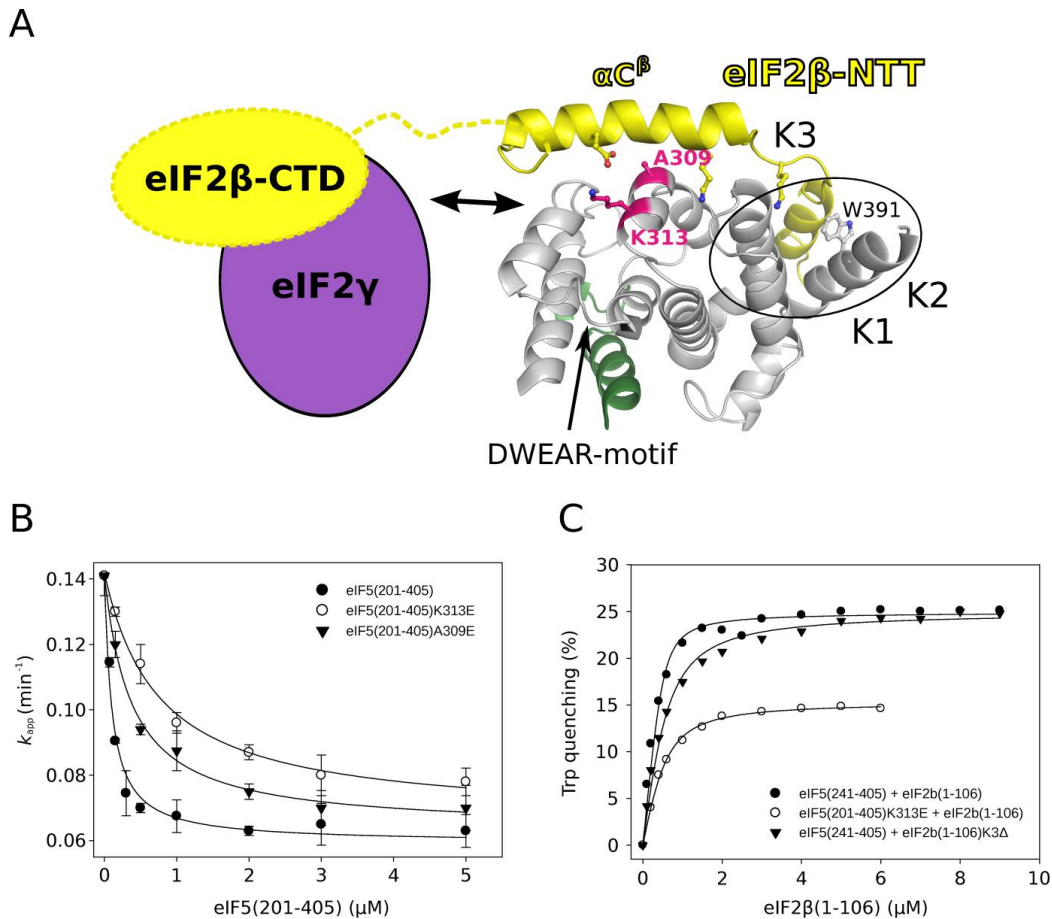 A
αCβ
eIF2β-NTT
K3
A309
eIF2β-CTD
W391
K313
eIF2γ
K2
K1
DWEAR-motif
B
C
kapp (min-1)
0.14
0.12
0.10
0.08
0.06
eIF5(201-405)
eIF5(201-405)K313E
eIF5(201-405)A309E
0 1 2 3 4 5
eIF5(201-405) (μM)
Trp quenching (%)
30
25
20
15
10
5
0
eIF5(241-405) + eIF2b(1-106)
eIF5(201-405)K313E + eIF2b(1-106)
eIF5(241-405) + eIF2b(1-106)K3Δ
0 2 4 6 8 10
eIF2β(1-106) (μM)